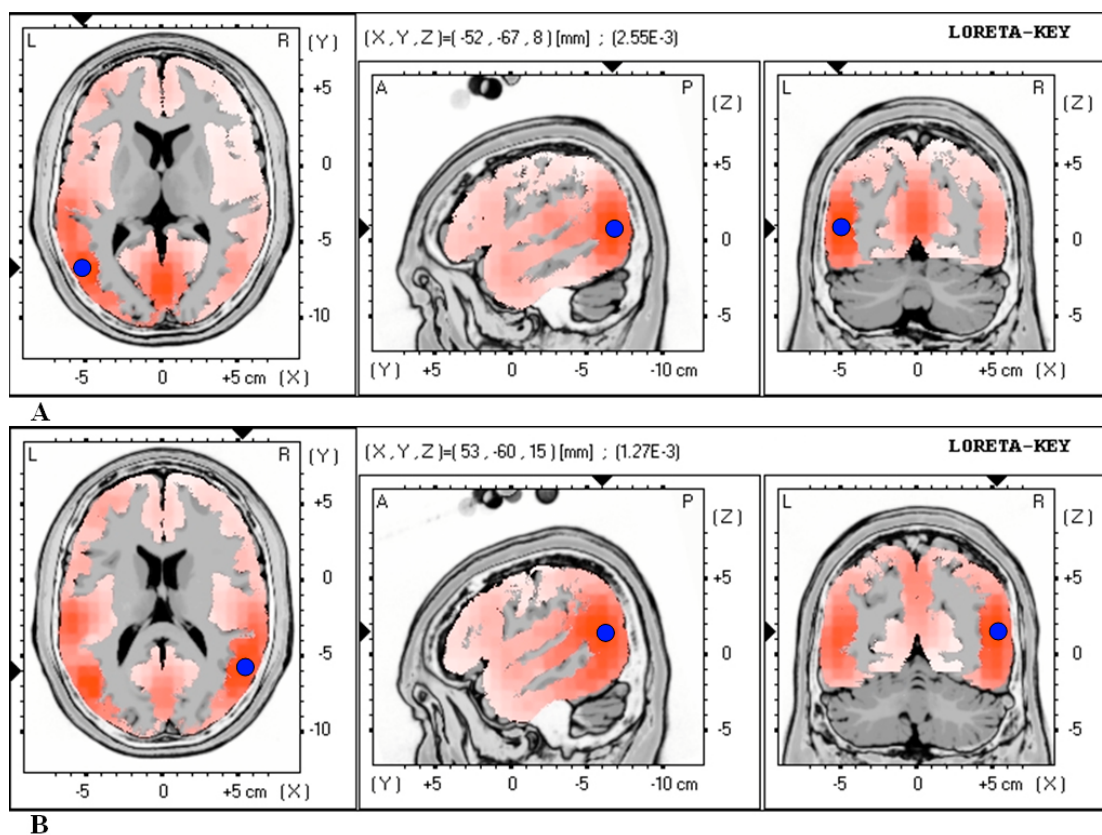 (X, Y, Z)=(-52, -67, 8) [mm] ; (2.55E-3) LORETA-KEY
L R (Y)
+5
0
-5
-10
-5 0 +5 cm (X)
A P (Z)
+5
0
-5
(Y) +5 0 -5 -10 cm
L R (Z)
+5
0
-5
-5 0 +5 cm (X)
A
(X, Y, Z)=(53, -60, 15) [mm] ; (1.27E-3) LORETA-KEY
L R (Y)
+5
0
-5
-10
-5 0 +5 cm (X)
A P (Z)
+5
0
-5
(Y) +5 0 -5 -10 cm
L R (Z)
+5
0
-5
-5 0 +5 cm (X)
B